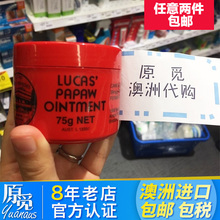 任意两件
包邮
LUCAS'
PAPAW
OINTMENT
75g NET
原 觅
澳洲代购
原觅
Yuanaus
8年老店
官方认证
澳洲进口
包邮 包税